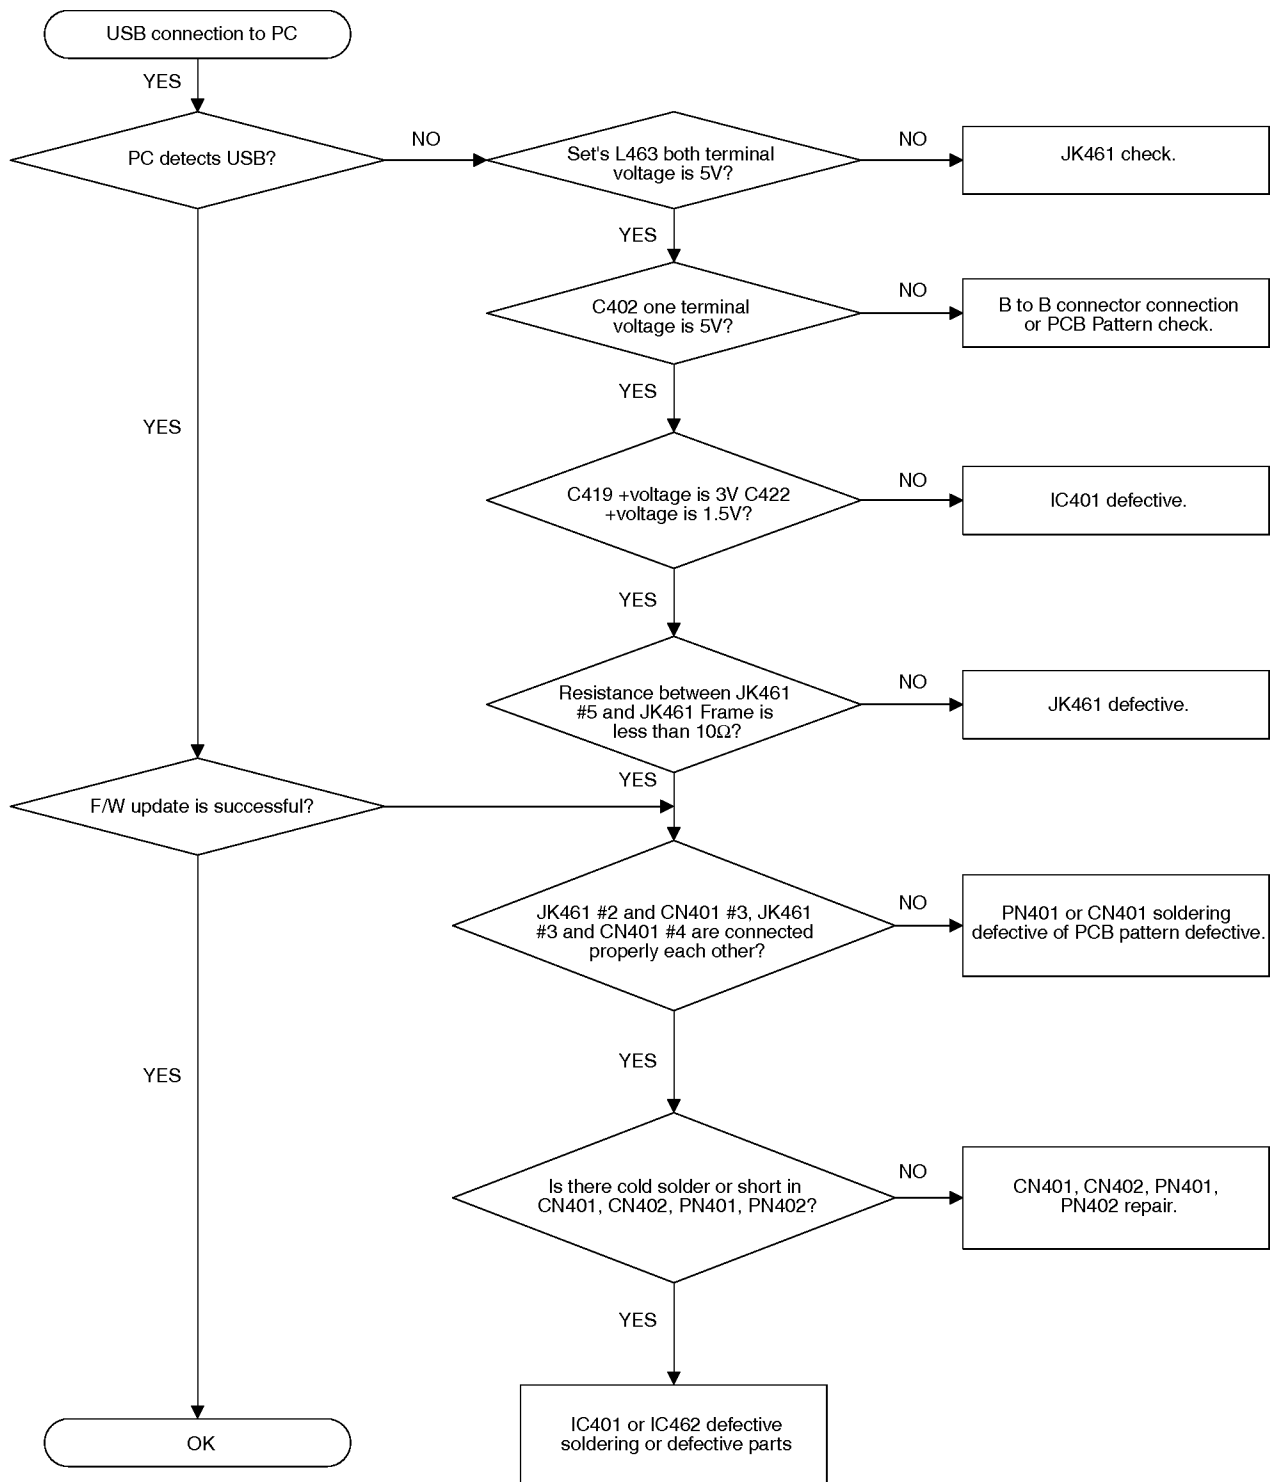 USB connection to PC
YES
PC detects USB?
NO
Set's L463 both terminal
voltage is 5V?
NO
JK461 check.
YES
C402 one terminal
voltage is 5V?
NO
B to B connector connection
or PCB Pattern check.
YES
YES
C419 +voltage is 3V C422
+voltage is 1.5V?
NO
IC401 defective.
YES
Resistance between JK461
#5 and JK461 Frame is
less than 10Ω?
NO
JK461 defective.
YES
F/W update is successful?
JK461 #2 and CN401 #3, JK461
#3 and CN401 #4 are connected
properly each other?
NO
PN401 or CN401 soldering
defective of PCB pattern defective.
YES
YES
Is there cold solder or short in
CN401, CN402, PN401, PN402?
NO
CN401, CN402, PN401,
PN402 repair.
YES
IC401 or IC462 defective
soldering or defective parts
OK